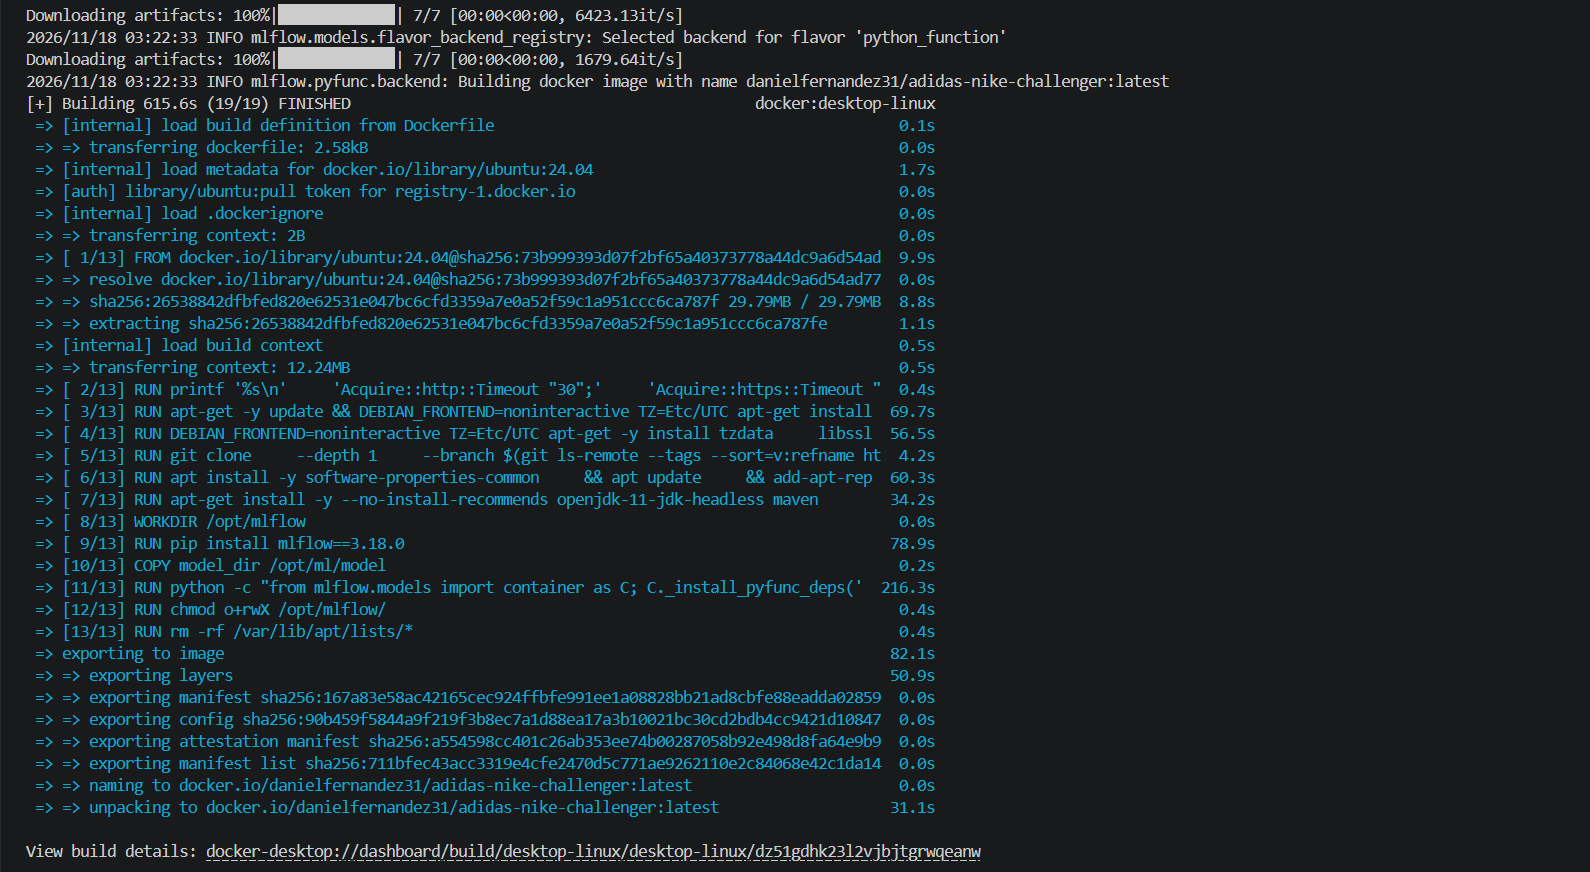 Downloading artifacts: 100%|██████████| 7/7 [00:00<00:00, 6423.13it/s]
2026/11/18 03:22:33 INFO mlflow.models.flavor_backend_registry: Selected backend for flavor 'python_function'
Downloading artifacts: 100%|██████████| 7/7 [00:00<00:00, 1679.64it/s]
2026/11/18 03:22:33 INFO mlflow.pyfunc.backend: Building docker image with name danielfernandez31/adidas-nike-challenger:latest
[+] Building 615.6s (19/19) FINISHED docker:desktop-linux
=> [internal] load build definition from Dockerfile 0.1s
=> => transferring dockerfile: 2.58kB 0.0s
=> [internal] load metadata for docker.io/library/ubuntu:24.04 1.7s
=> [auth] library/ubuntu:pull token for registry-1.docker.io 0.0s
=> [internal] load .dockerignore 0.0s
=> => transferring context: 2B 0.0s
=> [ 1/13] FROM docker.io/library/ubuntu:24.04@sha256:73b999393d07f2bf65a40373778a44dc9a6d54ad 9.9s
=> => resolve docker.io/library/ubuntu:24.04@sha256:73b999393d07f2bf65a40373778a44dc9a6d54ad77 0.0s
=> => sha256:26538842dfbfed820e62531e047bc6cfd3359a7e0a52f59c1a951ccc6ca787f 29.79MB / 29.79MB 8.8s
=> => extracting sha256:26538842dfbfed820e62531e047bc6cfd3359a7e0a52f59c1a951ccc6ca787fe 1.1s
=> [internal] load build context 0.5s
=> => transferring context: 12.24MB 0.5s
=> [ 2/13] RUN printf '%s\n' 'Acquire::http::Timeout "30";' 'Acquire::https::Timeout " 0.4s
=> [ 3/13] RUN apt-get -y update && DEBIAN_FRONTEND=noninteractive TZ=Etc/UTC apt-get install 69.7s
=> [ 4/13] RUN DEBIAN_FRONTEND=noninteractive TZ=Etc/UTC apt-get -y install tzdata libssl 56.5s
=> [ 5/13] RUN git clone --depth 1 --branch $(git ls-remote --tags --sort=v:refname ht 4.2s
=> [ 6/13] RUN apt install -y software-properties-common && apt update && add-apt-rep 60.3s
=> [ 7/13] RUN apt-get install -y --no-install-recommends openjdk-11-jdk-headless maven 34.2s
=> [ 8/13] WORKDIR /opt/mlflow 0.0s
=> [ 9/13] RUN pip install mlflow==3.18.0 78.9s
=> [10/13] COPY model_dir /opt/ml/model 0.2s
=> [11/13] RUN python -c "from mlflow.models import container as C; C._install_pyfunc_deps(' 216.3s
=> [12/13] RUN chmod o+rwX /opt/mlflow/ 0.4s
=> [13/13] RUN rm -rf /var/lib/apt/lists/* 0.4s
=> exporting to image 82.1s
=> => exporting layers 50.9s
=> => exporting manifest sha256:167a83e58ac42165cec924ffbfe991ee1a08828bb21ad8cbfe88eadda02859 0.0s
=> => exporting config sha256:90b459f5844a9f219f3b8ec7a1d88ea17a3b10021bc30cd2bdb4cc9421d10847 0.0s
=> => exporting attestation manifest sha256:a554598cc401c26ab353ee74b00287058b92e498d8fa64e9b9 0.0s
=> => exporting manifest list sha256:711bfec43acc3319e4cfe2470d5c771ae9262110e2c84068e42c1da14 0.0s
=> => naming to docker.io/danielfernandez31/adidas-nike-challenger:latest 0.0s
=> => unpacking to docker.io/danielfernandez31/adidas-nike-challenger:latest 31.1s
View build details: docker-desktop://dashboard/build/desktop-linux/desktop-linux/dz51gdhk23l2vjbjtgrwqeanw